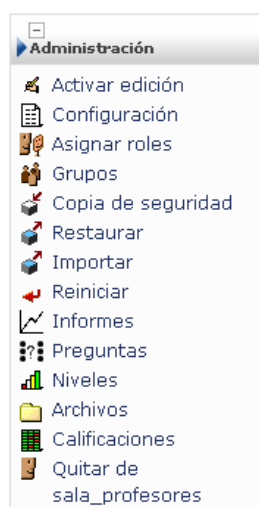 Administración
Activar edición
Configuración
Asignar roles
Grupos
Copia de seguridad
Restaurar
Importar
Reiniciar
Informes
Preguntas
Niveles
Archivos
Calificaciones
Quitar de
sala_profesores